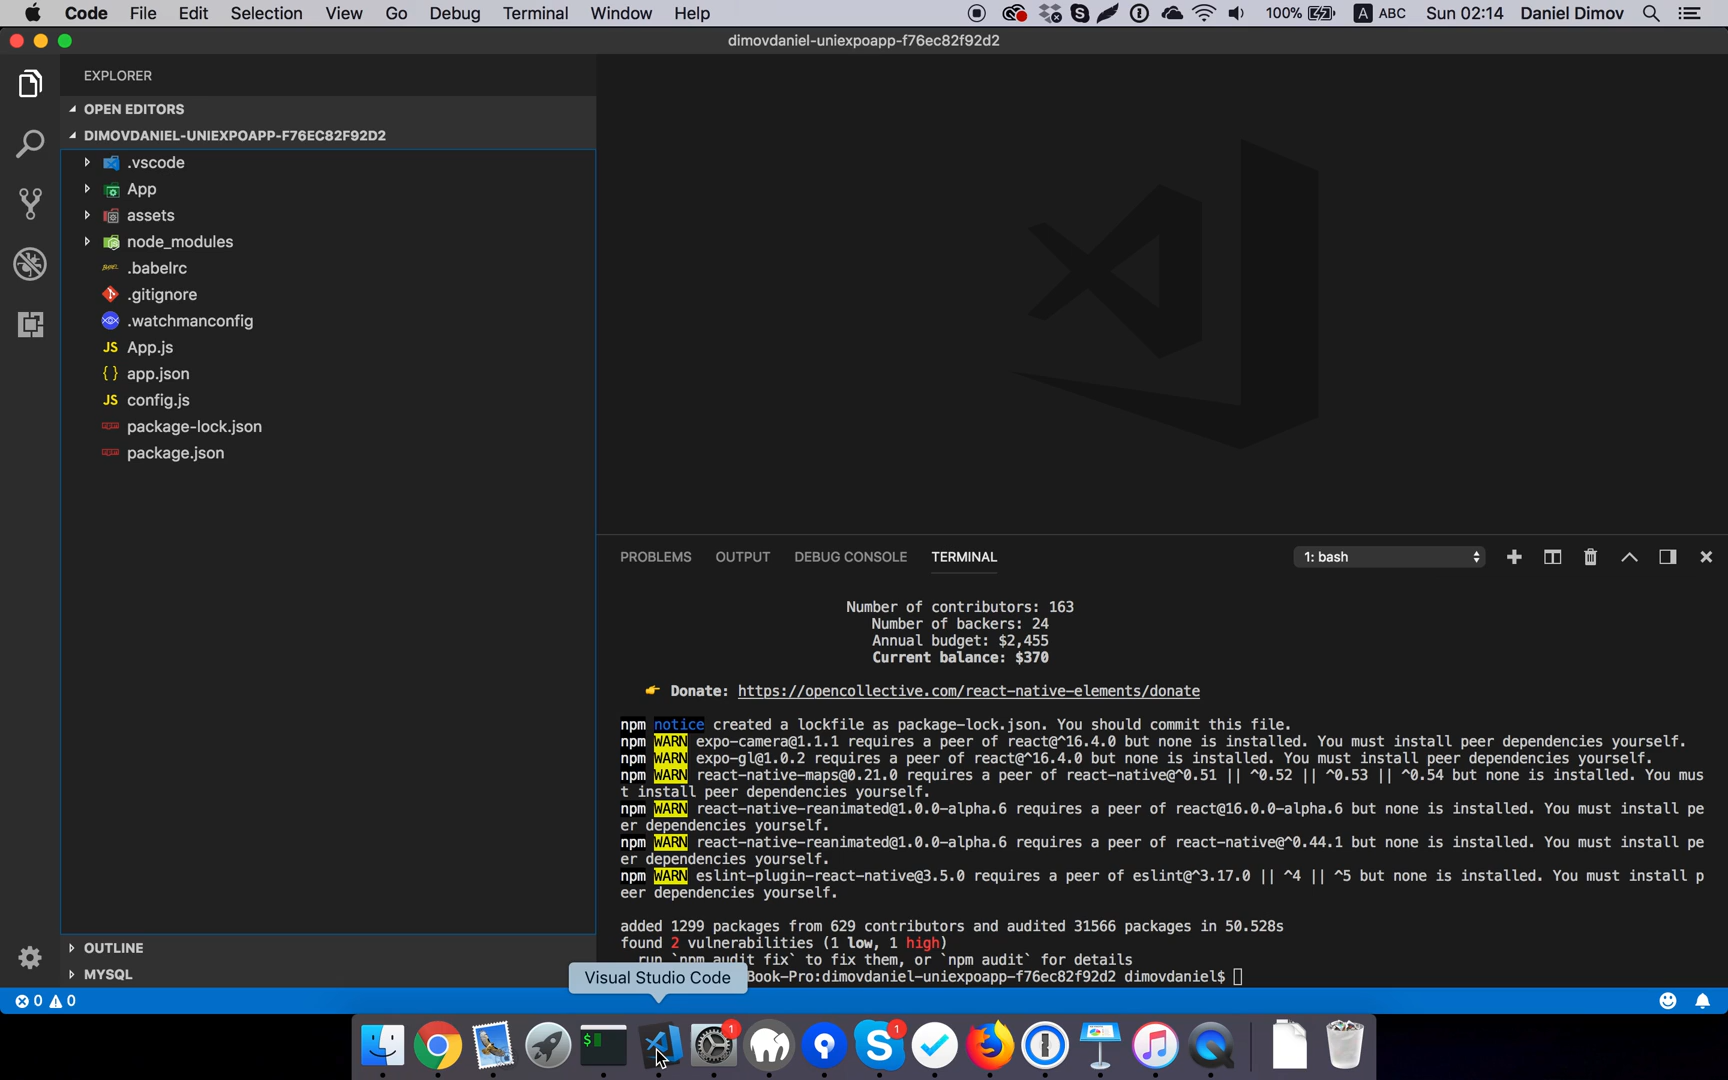 Code File Edit Selection View Go Debug Terminal Window Help 100% A ABC Sun 02:14 Daniel Dimov
dimovdaniel-uniexpoapp-f76ec82f92d2
EXPLORER
OPEN EDITORS
DIMOVDANIEL-UNIEXPOAPP-F76EC82F92D2
.vscode
App
assets
node_modules
.babelrc
.gitignore
.watchmanconfig
JS App.js
{ } app.json
JS config.js
package-lock.json
package.json
OUTLINE
MYSQL
PROBLEMS OUTPUT DEBUG CONSOLE TERMINAL 1: bash
Number of contributors: 163
Number of backers: 24
Annual budget: $2,455
Current balance: $370
👉 Donate: https://opencollective.com/react-native-elements/donate
npm notice created a lockfile as package-lock.json. You should commit this file.
npm WARN expo-camera@1.1.1 requires a peer of react@^16.4.0 but none is installed. You must install peer dependencies yourself.
npm WARN expo-gl@1.0.2 requires a peer of react@^16.4.0 but none is installed. You must install peer dependencies yourself.
npm WARN react-native-maps@0.21.0 requires a peer of react-native@^0.51 || ^0.52 || ^0.53 || ^0.54 but none is installed. You mus
t install peer dependencies yourself.
npm WARN react-native-reanimated@1.0.0-alpha.6 requires a peer of react@16.0.0-alpha.6 but none is installed. You must install pe
er dependencies yourself.
npm WARN react-native-reanimated@1.0.0-alpha.6 requires a peer of react-native@^0.44.1 but none is installed. You must install pe
er dependencies yourself.
npm WARN eslint-plugin-react-native@3.5.0 requires a peer of eslint@^3.17.0 || ^4 || ^5 but none is installed. You must install p
eer dependencies yourself.
added 1299 packages from 629 contributors and audited 31566 packages in 50.528s
found 2 vulnerabilities (1 low, 1 high)
run `npm audit fix` to fix them, or `npm audit` for details
Book-Pro:dimovdaniel-uniexpoapp-f76ec82f92d2 dimovdaniel$
Visual Studio Code
0 0
$ 1 1